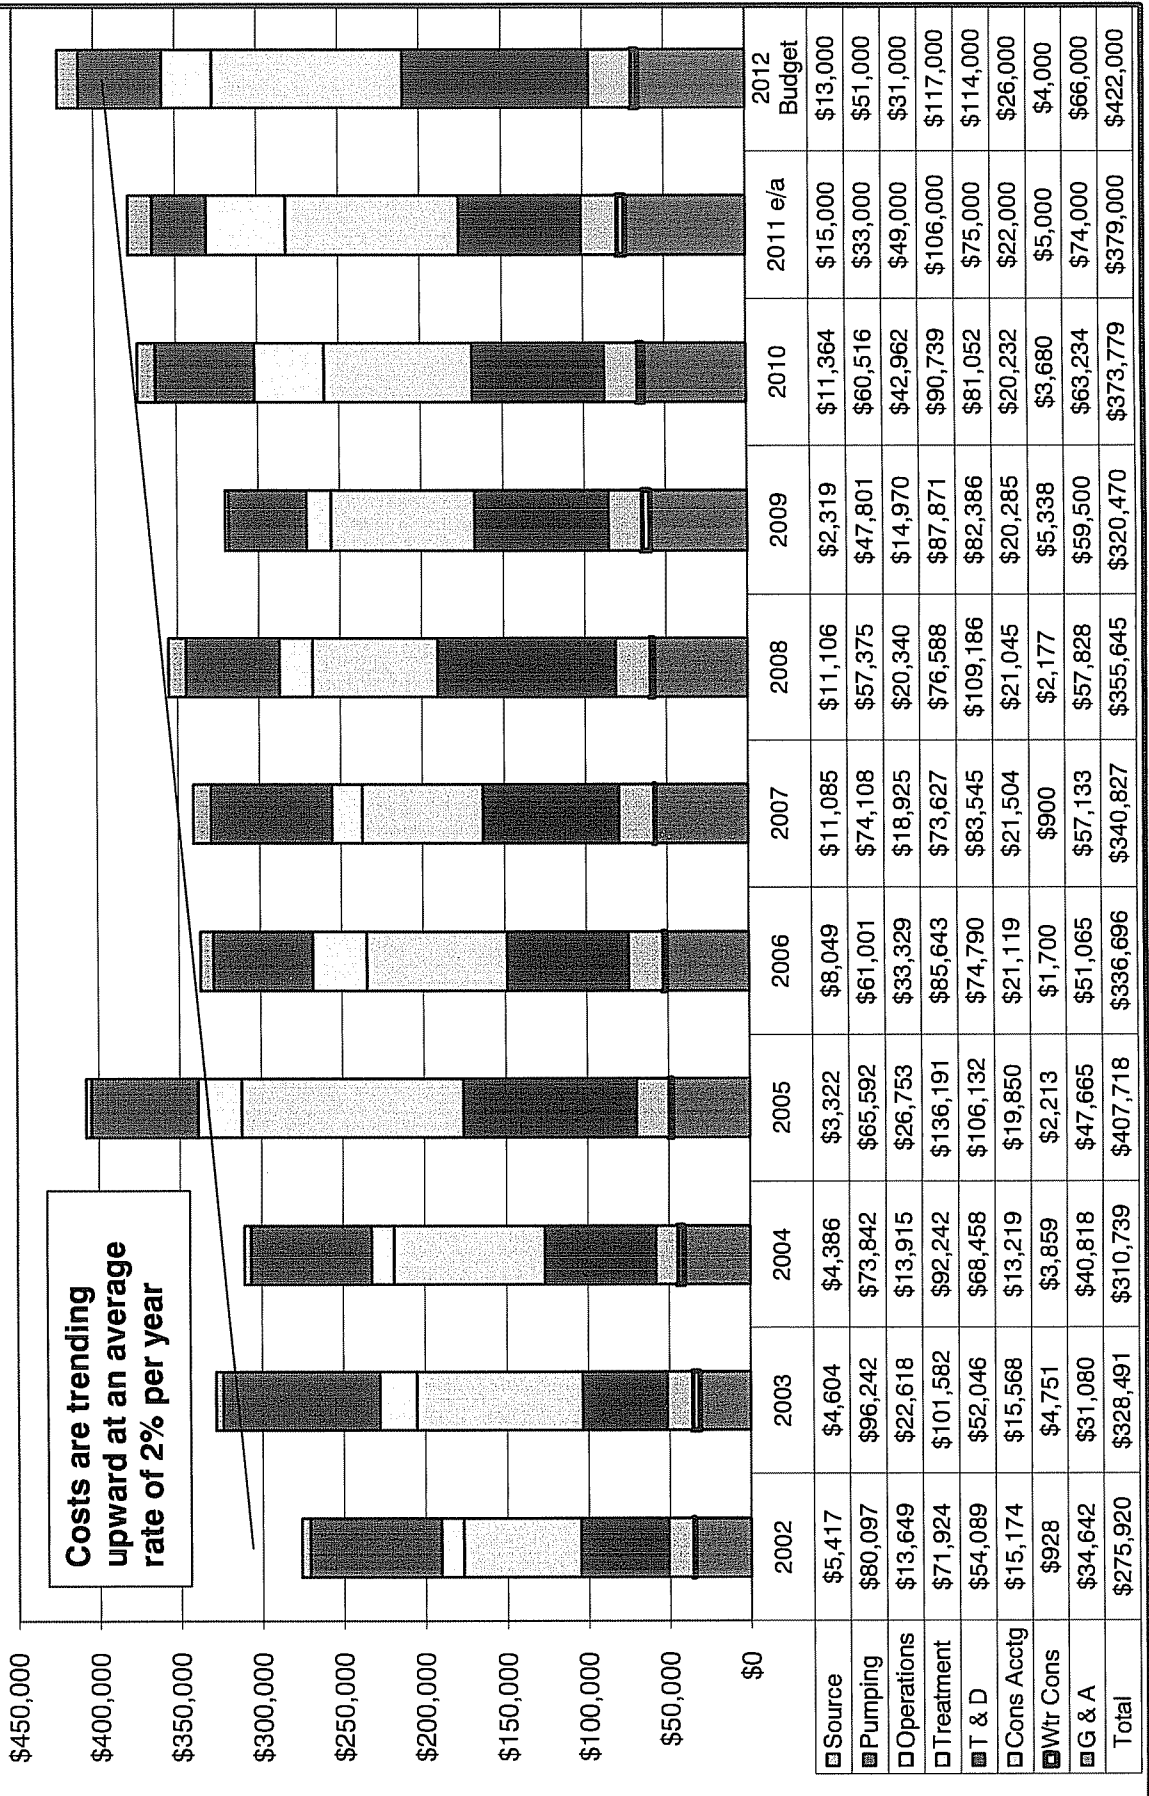 Costs are trending
upward at an average
rate of 2% per year
$450,000
$400,000
$350,000
$300,000
$250,000
$200,000
$150,000
$100,000
$50,000
$0
2002 2003 2004 2005 2006 2007 2008 2009 2010 2011 e/a 2012 Budget
Source $5,417 $4,604 $4,386 $3,322 $8,049 $11,085 $11,106 $2,319 $11,364 $15,000 $13,000
Pumping $80,097 $96,242 $73,842 $65,592 $61,001 $74,108 $57,375 $47,801 $60,516 $33,000 $51,000
Operations $13,649 $22,618 $13,915 $26,753 $33,329 $18,925 $20,340 $14,970 $42,962 $49,000 $31,000
Treatment $71,924 $101,582 $92,242 $136,191 $85,643 $73,627 $76,588 $87,871 $90,739 $106,000 $117,000
T & D $54,089 $52,046 $68,458 $106,132 $74,790 $83,545 $109,186 $82,386 $81,052 $75,000 $114,000
Cons Acctg $15,174 $15,568 $13,219 $19,850 $21,119 $21,504 $21,045 $20,285 $20,232 $22,000 $26,000
Wtr Cons $928 $4,751 $3,859 $2,213 $1,700 $900 $2,177 $5,338 $3,680 $5,000 $4,000
G & A $34,642 $31,080 $40,818 $47,665 $51,065 $57,133 $57,828 $59,500 $63,234 $74,000 $66,000
Total $275,920 $328,491 $310,739 $407,718 $336,696 $340,827 $355,645 $320,470 $373,779 $379,000 $422,000